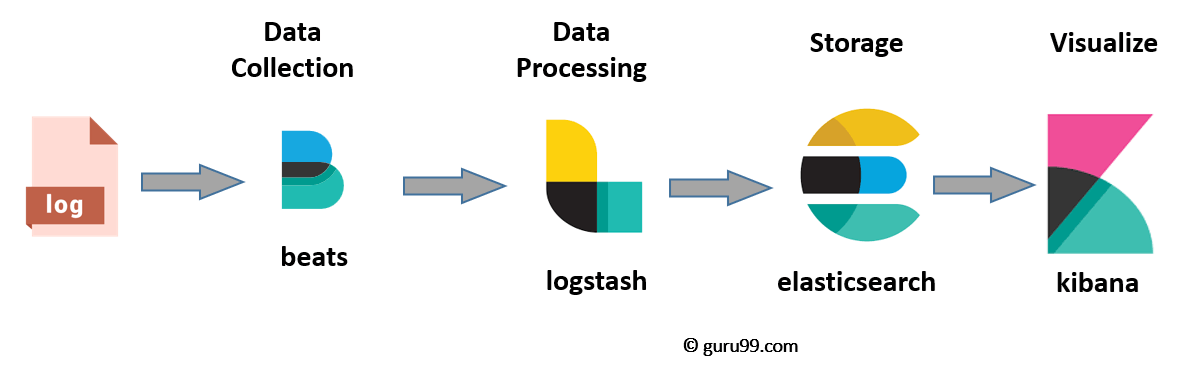 Data
Collection
Data
Processing
Storage
Visualize
log
beats
logstash
elasticsearch
kibana
© guru99.com